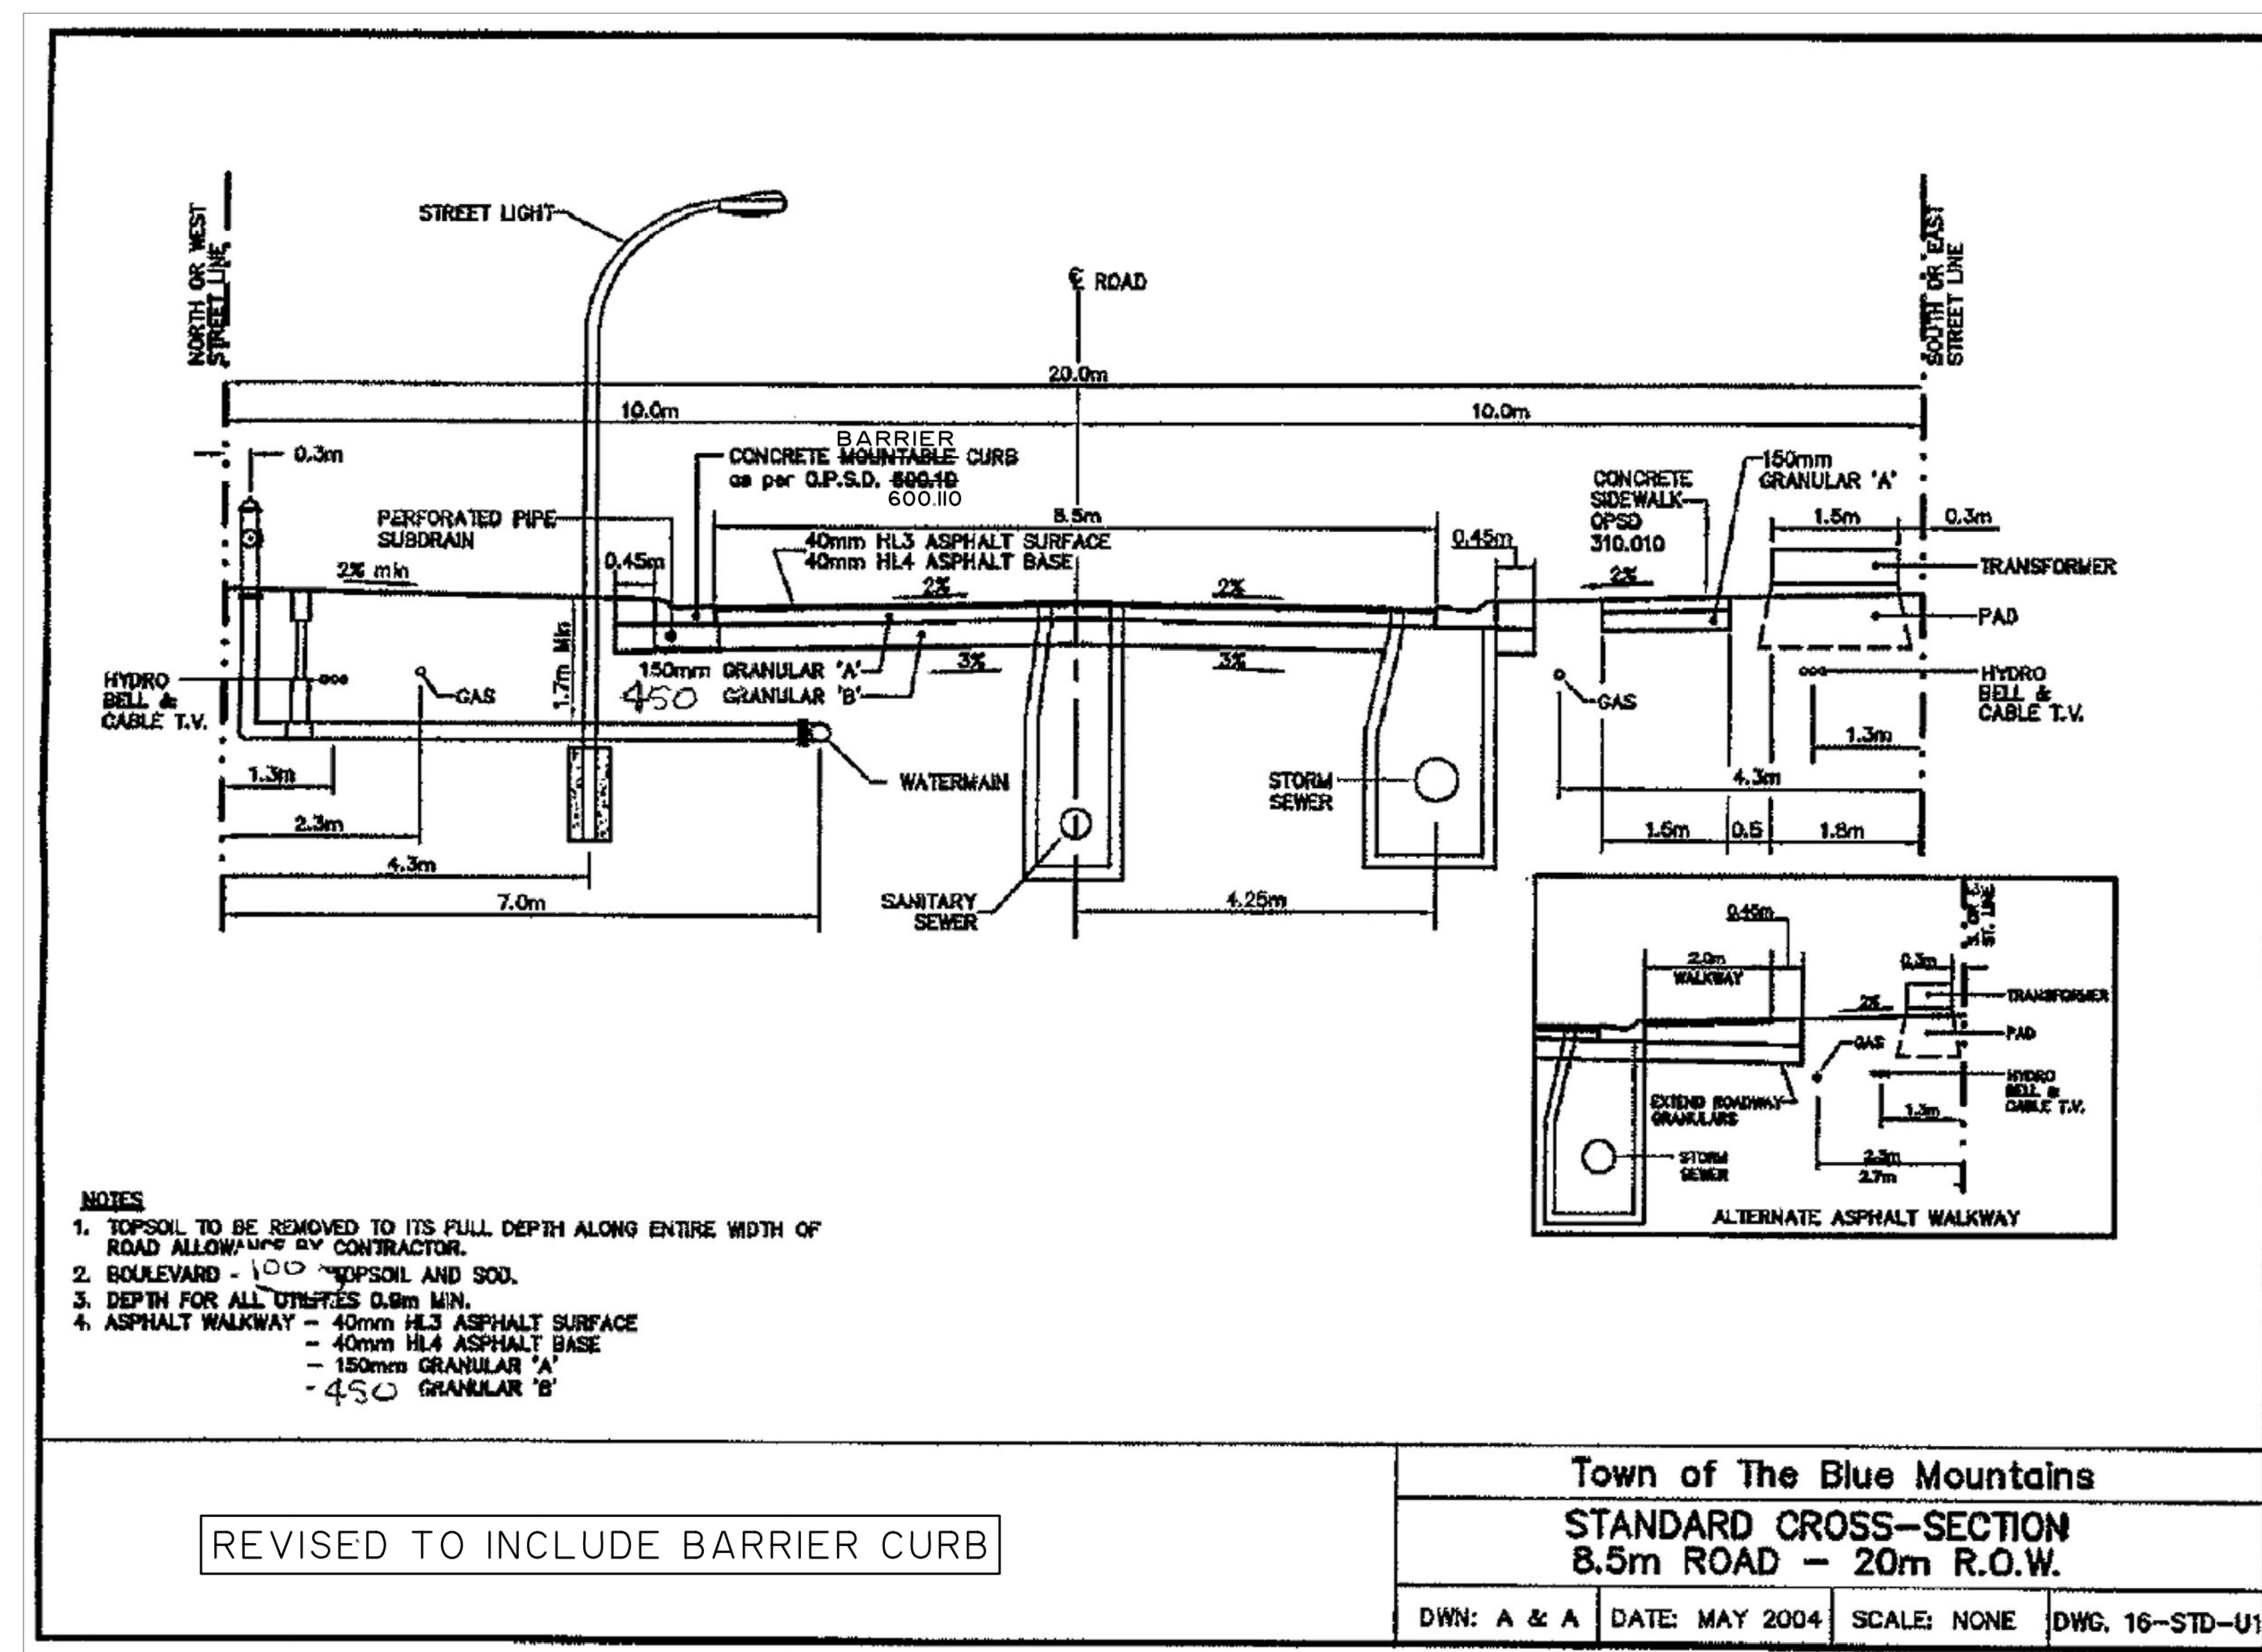 STREET LIGHT
NORTH OR WEST
STREET LINE
SOUTH OR EAST
STREET LINE
℄ ROAD
20.0m
10.0m
10.0m
0.3m
BARRIER
CONCRETE MOUNTABLE CURB
as per O.P.S.D.
600.110
PERFORATED PIPE
SUBDRAIN
8.5m
40mm HL3 ASPHALT SURFACE
40mm HL4 ASPHALT BASE
0.45m
0.45m
CONCRETE
SIDEWALK
OPSD
310.010
150mm
GRANULAR 'A'
1.5m
0.3m
2% min
2%
2%
2%
TRANSFORMER
PAD
1.7m Min
3%
3%
150mm GRANULAR 'A'
450 GRANULAR 'B'
HYDRO
BELL &
CABLE T.V.
GAS
GAS
HYDRO
BELL &
CABLE T.V.
WATERMAIN
STORM
SEWER
SANITARY
SEWER
1.3m
2.3m
4.3m
7.0m
4.25m
1.3m
4.3m
1.5m
0.5
1.8m
0.45m
2.0m
WALKWAY
S. OR E.
ST. LINE
0.3m
2%
TRANSFORMER
PAD
GAS
HYDRO
BELL &
CABLE T.V.
EXTEND ROADWAY
GRANULARS
1.3m
STORM
SEWER
2.7m
ALTERNATE ASPHALT WALKWAY
NOTES
1. TOPSOIL TO BE REMOVED TO ITS FULL DEPTH ALONG ENTIRE WIDTH OF
ROAD ALLOWANCE BY CONTRACTOR.
2. BOULEVARD - 100 TOPSOIL AND SOD.
3. DEPTH FOR ALL UTILITIES 0.9m MIN.
4. ASPHALT WALKWAY – 40mm HL3 ASPHALT SURFACE
– 40mm HL4 ASPHALT BASE
– 150mm GRANULAR 'A'
- 450 GRANULAR 'B'
REVISED TO INCLUDE BARRIER CURB
Town of The Blue Mountains
STANDARD CROSS–SECTION
8.5m ROAD – 20m R.O.W.
DWN: A & A
DATE: MAY 2004
SCALE: NONE
DWG. 16–STD–U1